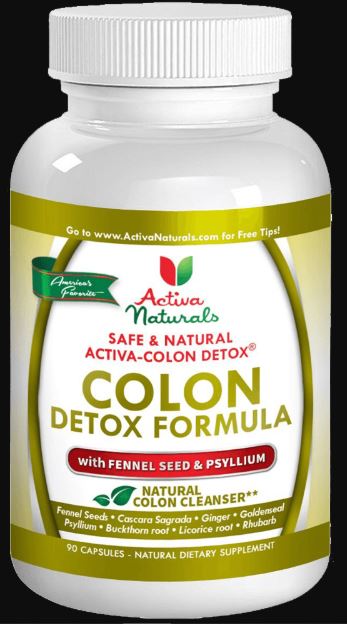 Go to www.ActivaNaturals.com for Free Tips!
America's
Favorite
Activa
Naturals
SAFE & NATURAL
ACTIVA-COLON DETOX®
COLON
DETOX FORMULA
with FENNEL SEED & PSYLLIUM
NATURAL
COLON CLEANSER**
Fennel Seeds • Cascara Sagrada • Ginger • Goldenseal
Psyllium • Buckthorn root • Licorice root • Rhubarb
90 CAPSULES - NATURAL DIETARY SUPPLEMENT